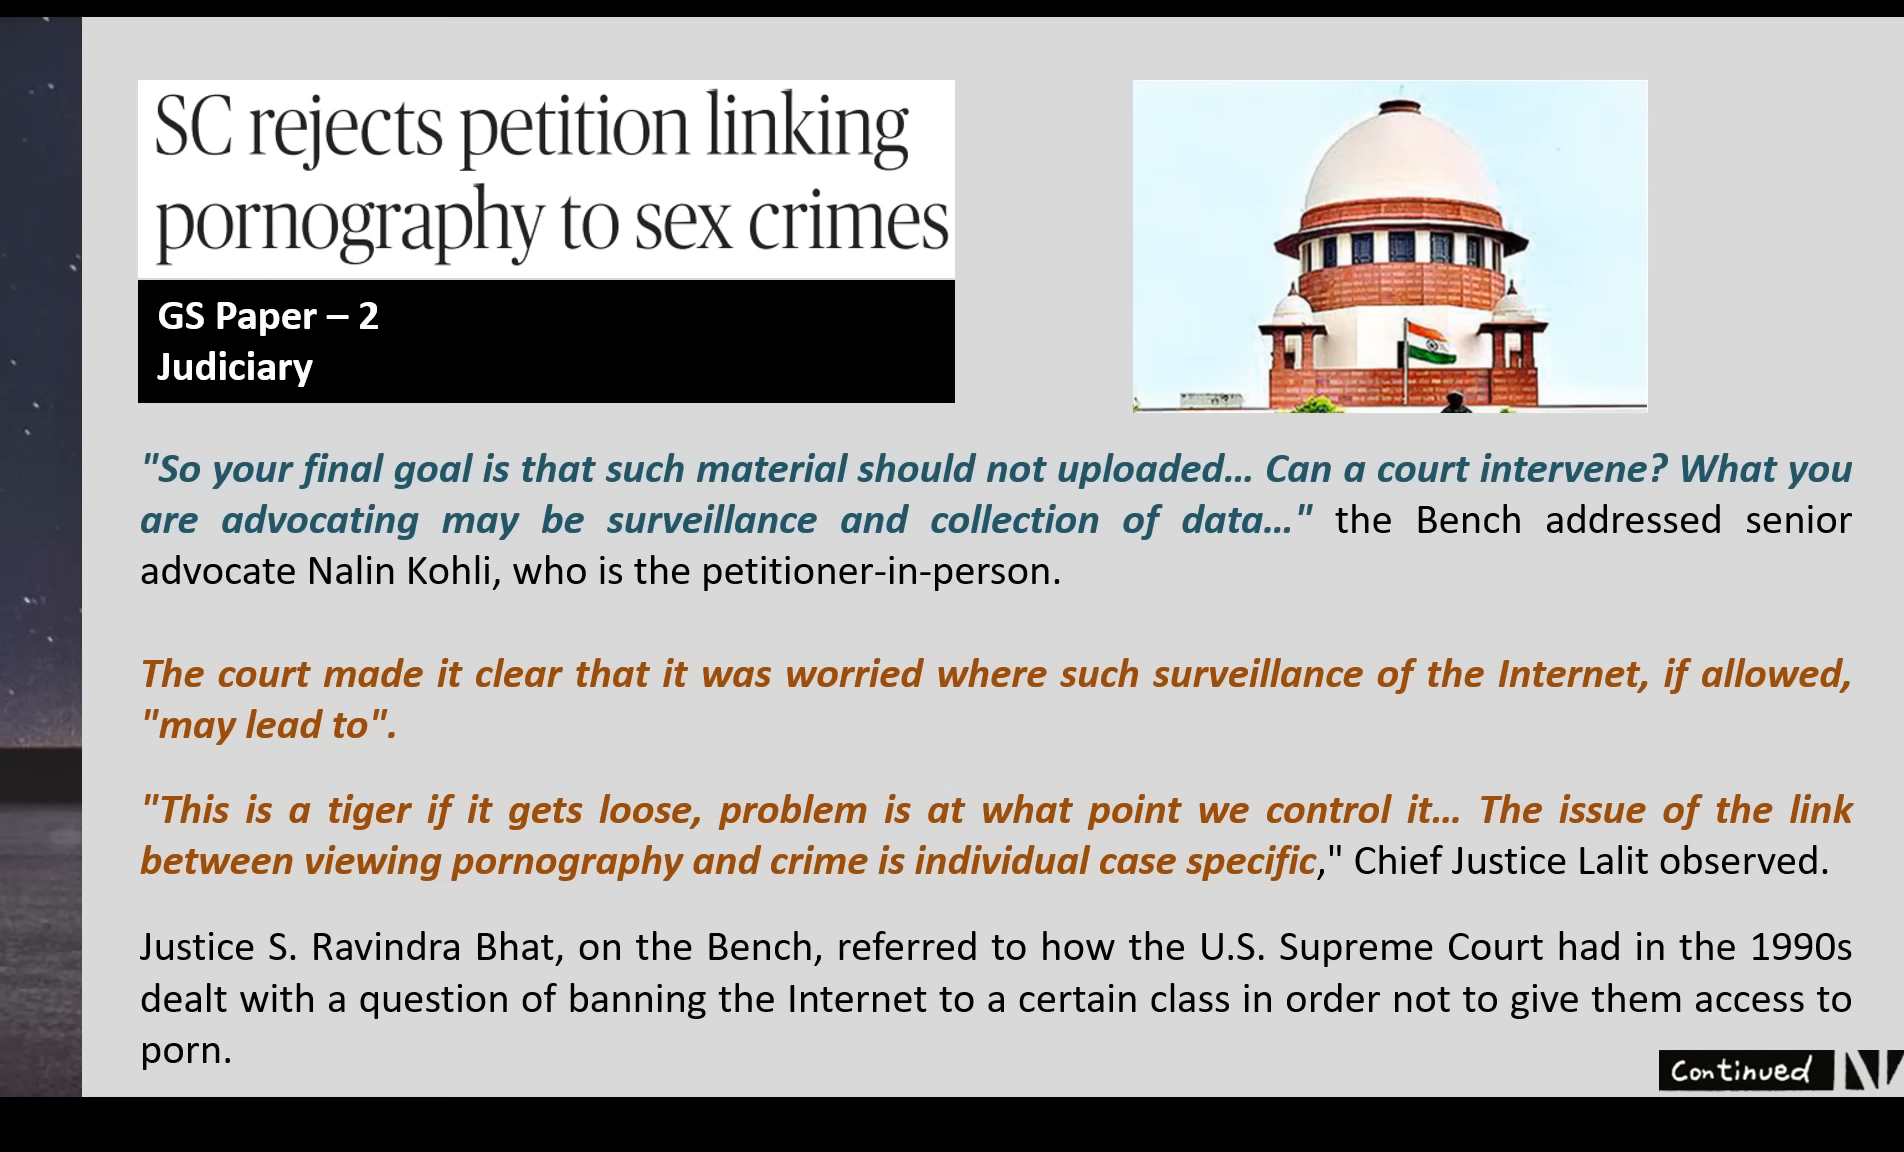 SC rejects petition linking
pornography to sex crimes
GS Paper – 2
Judiciary
"So your final goal is that such material should not uploaded... Can a court intervene? What you
are advocating may be surveillance and collection of data..." the Bench addressed senior
advocate Nalin Kohli, who is the petitioner-in-person.
The court made it clear that it was worried where such surveillance of the Internet, if allowed,
"may lead to".
"This is a tiger if it gets loose, problem is at what point we control it... The issue of the link
between viewing pornography and crime is individual case specific," Chief Justice Lalit observed.
Justice S. Ravindra Bhat, on the Bench, referred to how the U.S. Supreme Court had in the 1990s
dealt with a question of banning the Internet to a certain class in order not to give them access to
porn.
Continued